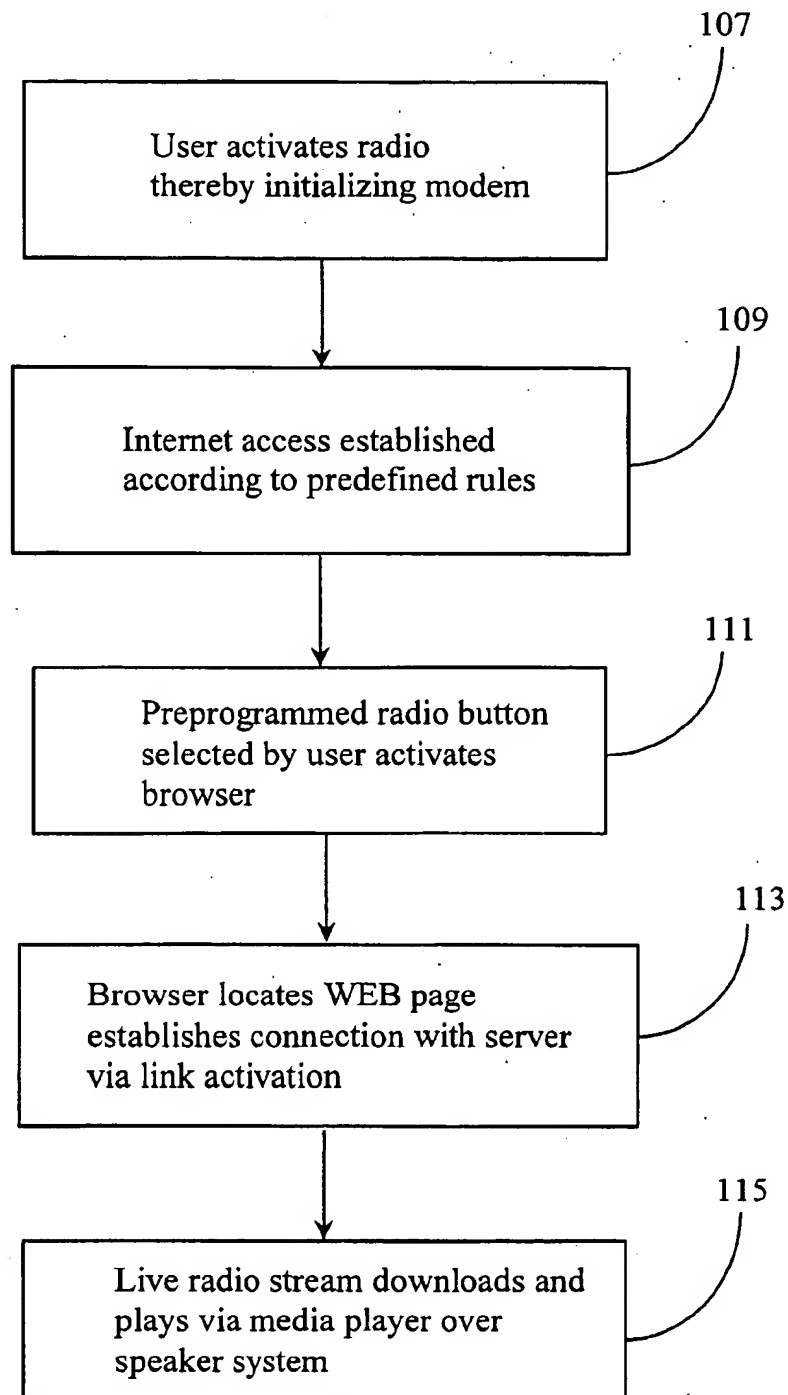 107
User activates radio
thereby initializing modem
109
Internet access established
according to predefined rules
111
Preprogrammed radio button
selected by user activates
browser
113
Browser locates WEB page
establishes connection with server
via link activation
115
Live radio stream downloads and
plays via media player over
speaker system